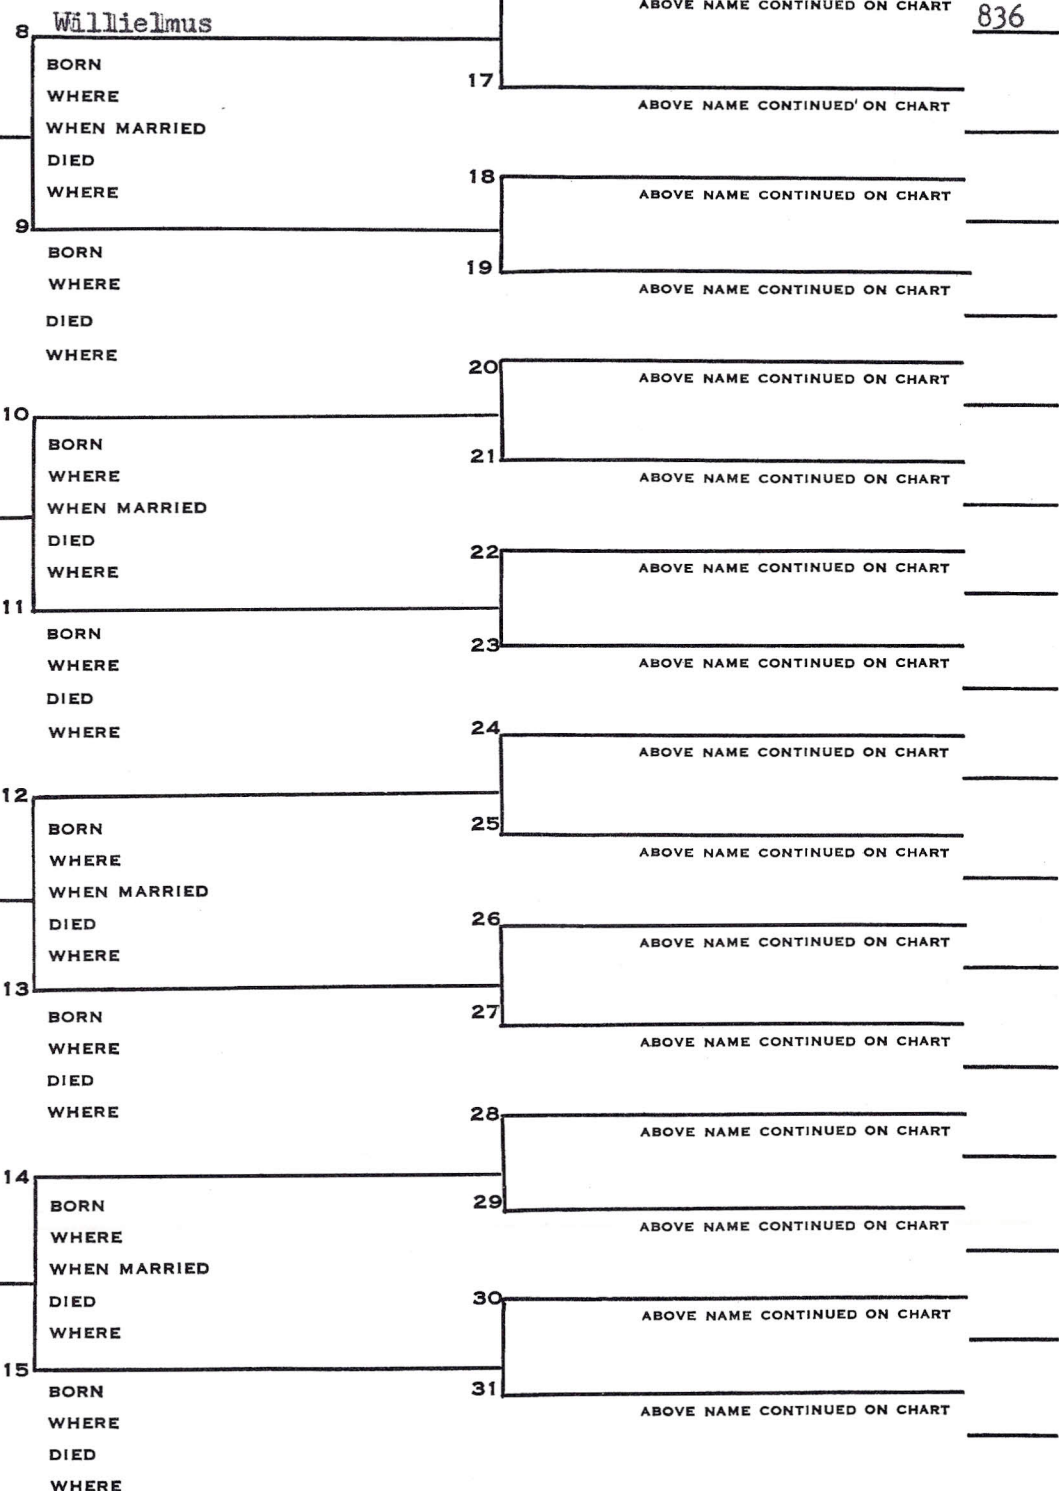 ABOVE NAME CONTINUED ON CHART 836
8 Willielmus
BORN
WHERE
WHEN MARRIED
DIED
WHERE
17
ABOVE NAME CONTINUED ON CHART
18
ABOVE NAME CONTINUED ON CHART
9
BORN
WHERE
DIED
WHERE
19
ABOVE NAME CONTINUED ON CHART
20
ABOVE NAME CONTINUED ON CHART
10
BORN
WHERE
WHEN MARRIED
DIED
WHERE
21
ABOVE NAME CONTINUED ON CHART
22
ABOVE NAME CONTINUED ON CHART
11
BORN
WHERE
DIED
WHERE
23
ABOVE NAME CONTINUED ON CHART
24
ABOVE NAME CONTINUED ON CHART
12
BORN
WHERE
WHEN MARRIED
DIED
WHERE
25
ABOVE NAME CONTINUED ON CHART
26
ABOVE NAME CONTINUED ON CHART
13
BORN
WHERE
DIED
WHERE
27
ABOVE NAME CONTINUED ON CHART
28
ABOVE NAME CONTINUED ON CHART
14
BORN
WHERE
WHEN MARRIED
DIED
WHERE
29
ABOVE NAME CONTINUED ON CHART
30
ABOVE NAME CONTINUED ON CHART
15
BORN
WHERE
DIED
WHERE
31
ABOVE NAME CONTINUED ON CHART